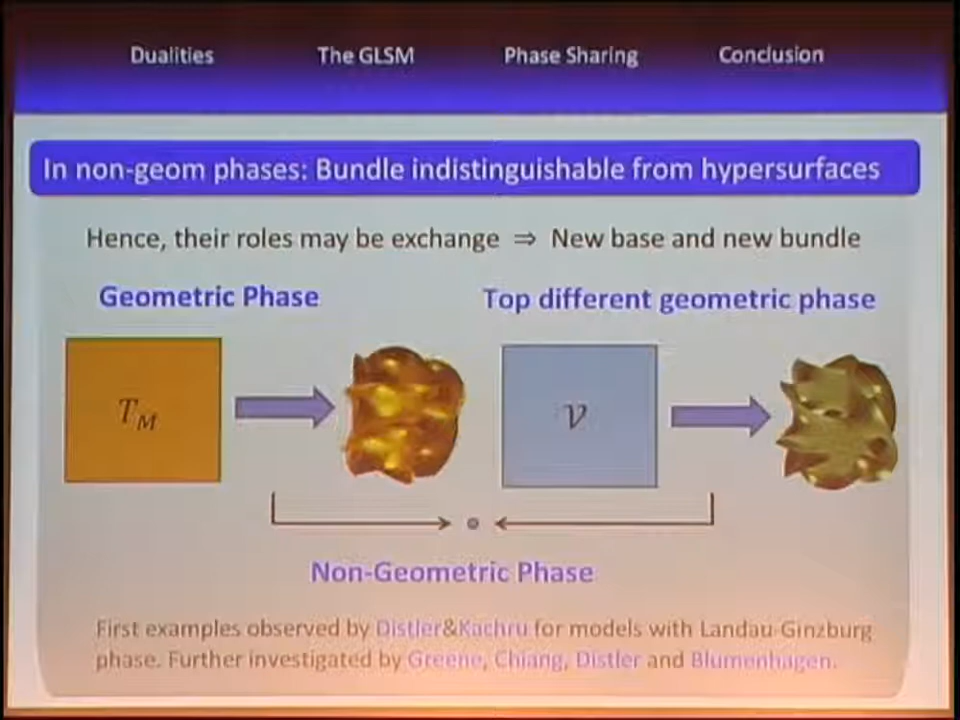 Dualities The GLSM Phase Sharing Conclusion
In non-geom phases: Bundle indistinguishable from hypersurfaces
Hence, their roles may be exchange ⇒ New base and new bundle
Geometric Phase Top different geometric phase
T_M 𝒱
Non-Geometric Phase
First examples observed by Distler&Kachru for models with Landau-Ginzburg
phase. Further investigated by Greene, Chiang, Distler and Blumenhagen.